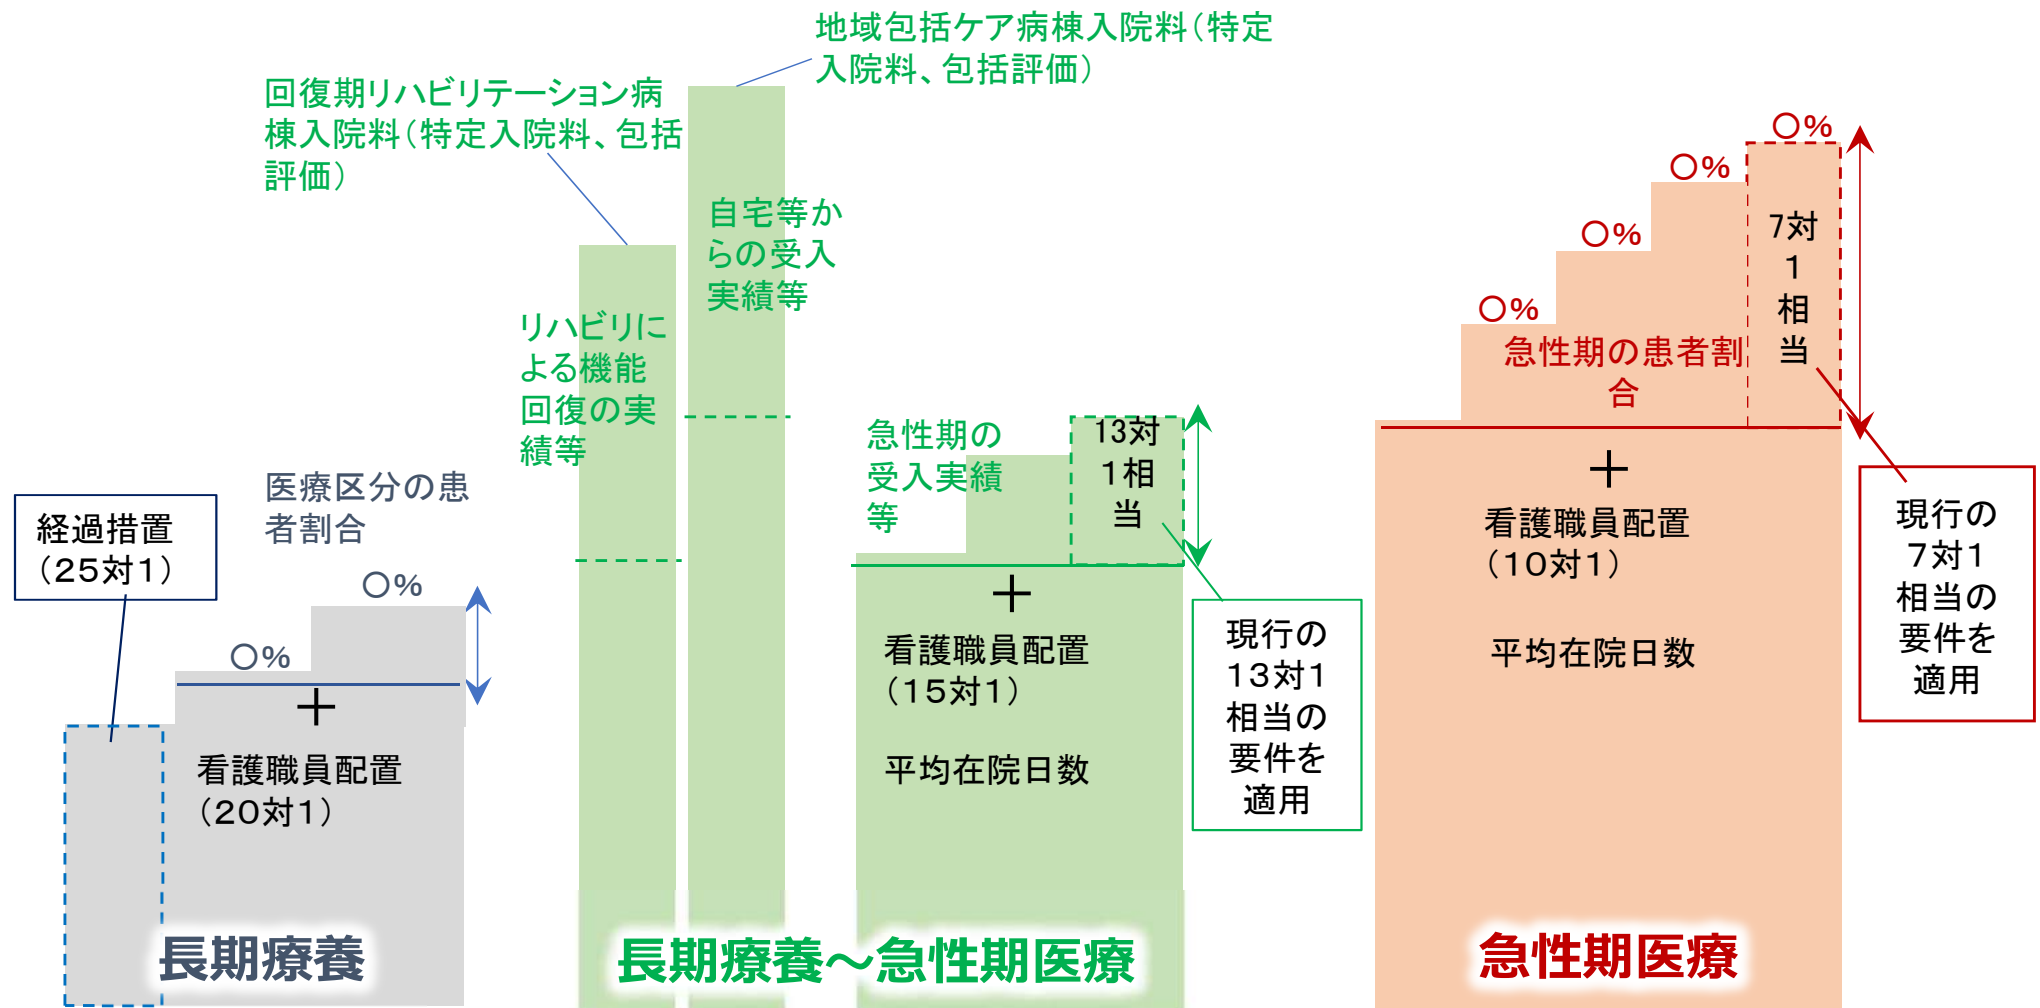 地域包括ケア病棟入院料（特定
入院料、包括評価）
回復期リハビリテーション病
棟入院料（特定入院料、包括
評価）
自宅等か
らの受入
実績等
リハビリに
よる機能
回復の実
績等
医療区分の患
者割合
経過措置
（25対1）
〇%
〇%
＋
看護職員配置
（20対1）
長期療養
急性期の
受入実績
等
13対
1相
当
＋
看護職員配置
（15対1）
平均在院日数
現行の
13対1
相当の
要件を
適用
長期療養～急性期医療
〇%
〇%
〇%
〇%
急性期の患者割
合
7対
1
相
当
＋
看護職員配置
（10対1）
平均在院日数
現行の
7対1
相当の
要件を
適用
急性期医療